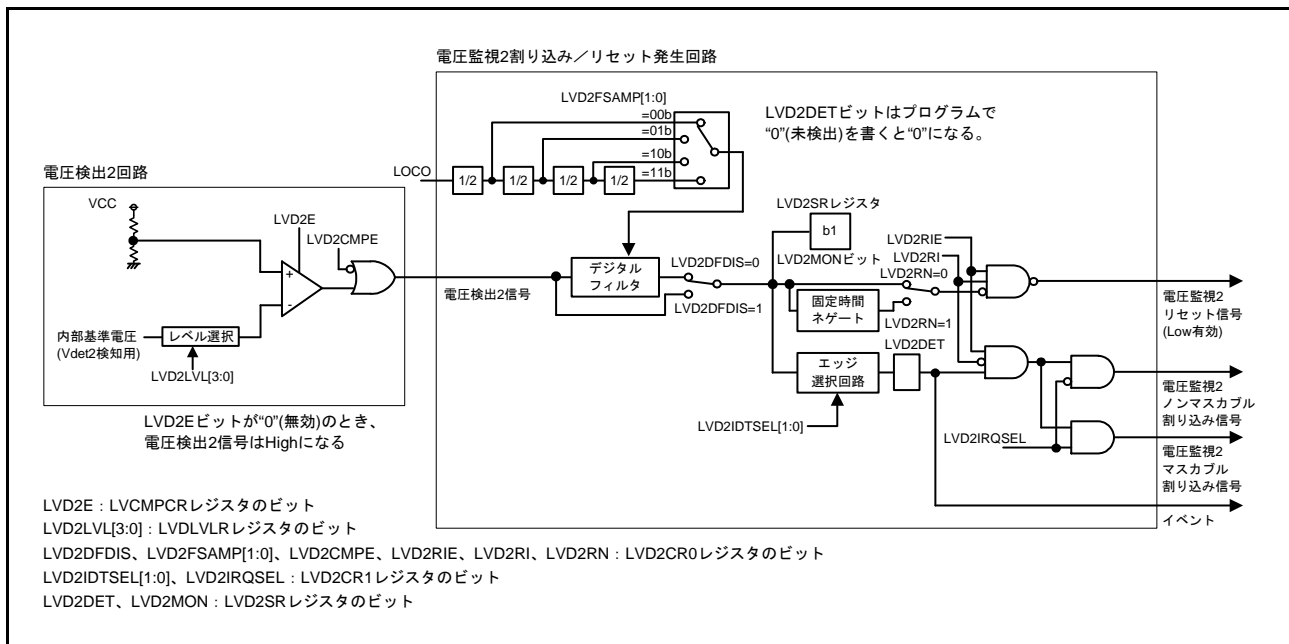 電圧監視2割り込み／リセット発生回路
LVD2FSAMP[1:0]
=00b
=01b
=10b
=11b
LVD2DETビットはプログラムで
“0”(未検出)を書くと“0”になる。
LOCO
1/2
1/2
1/2
1/2
電圧検出2回路
VCC
LVD2E
LVD2CMPE
+
-
内部基準電圧
(Vdet2検知用)
レベル選択
LVD2LVL[3:0]
LVD2Eビットが“0”(無効)のとき、
電圧検出2信号はHighになる
電圧検出2信号
デジタル
フィルタ
LVD2DFDIS=0
LVD2DFDIS=1
LVD2SRレジスタ
b1
LVD2MONビット
LVD2RIE
LVD2RI
LVD2RN=0
固定時間
ネゲート
LVD2RN=1
エッジ
選択回路
LVD2DET
LVD2IDTSEL[1:0]
LVD2IRQSEL
電圧監視2
リセット信号
(Low有効)
電圧監視2
ノンマスカブル
割り込み信号
電圧監視2
マスカブル
割り込み信号
イベント
LVD2E：LVCMPCRレジスタのビット
LVD2LVL[3:0]：LVDLVLRレジスタのビット
LVD2DFDIS、LVD2FSAMP[1:0]、LVD2CMPE、LVD2RIE、LVD2RI、LVD2RN：LVD2CR0レジスタのビット
LVD2IDTSEL[1:0]、LVD2IRQSEL：LVD2CR1レジスタのビット
LVD2DET、LVD2MON：LVD2SRレジスタのビット